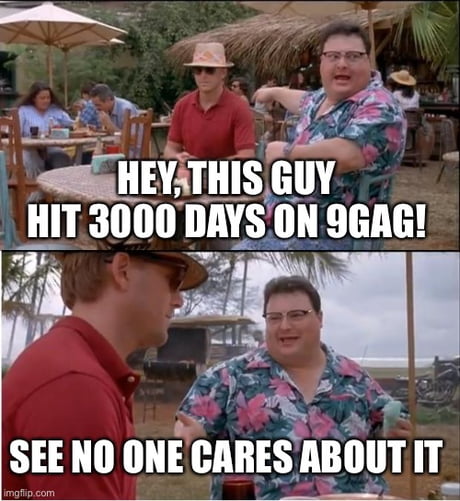 HEY, THIS GUY
HIT 3000 DAYS ON 9GAG!
SEE NO ONE CARES ABOUT IT
imgflip.com